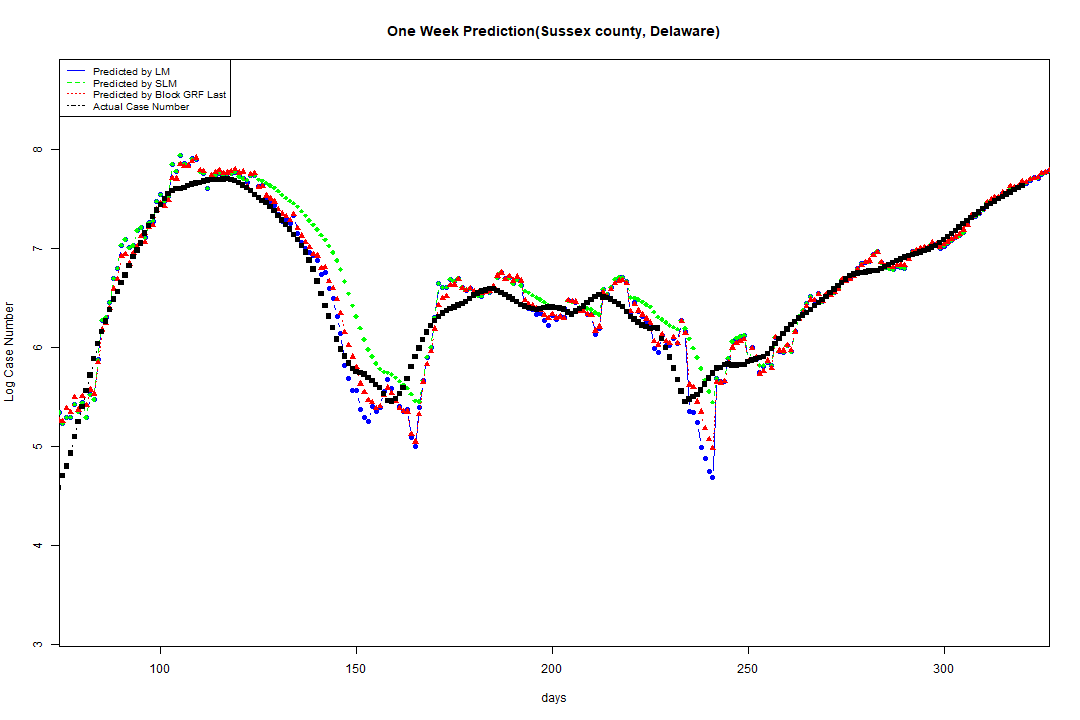 One Week Prediction(Sussex county, Delaware)
Predicted by LM
Predicted by SLM
Predicted by Block GRF Last
Actual Case Number
8
7
6
5
4
3
Log Case Number
100 150 200 250 300
days